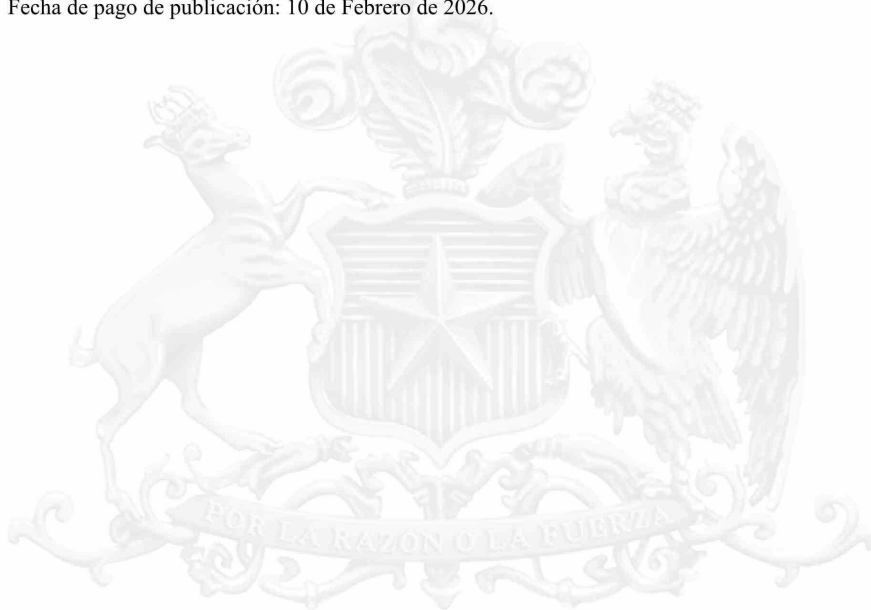 Fecha de pago de publicación: 10 de Febrero de 2026.
POR LA RAZON O LA FUERZA